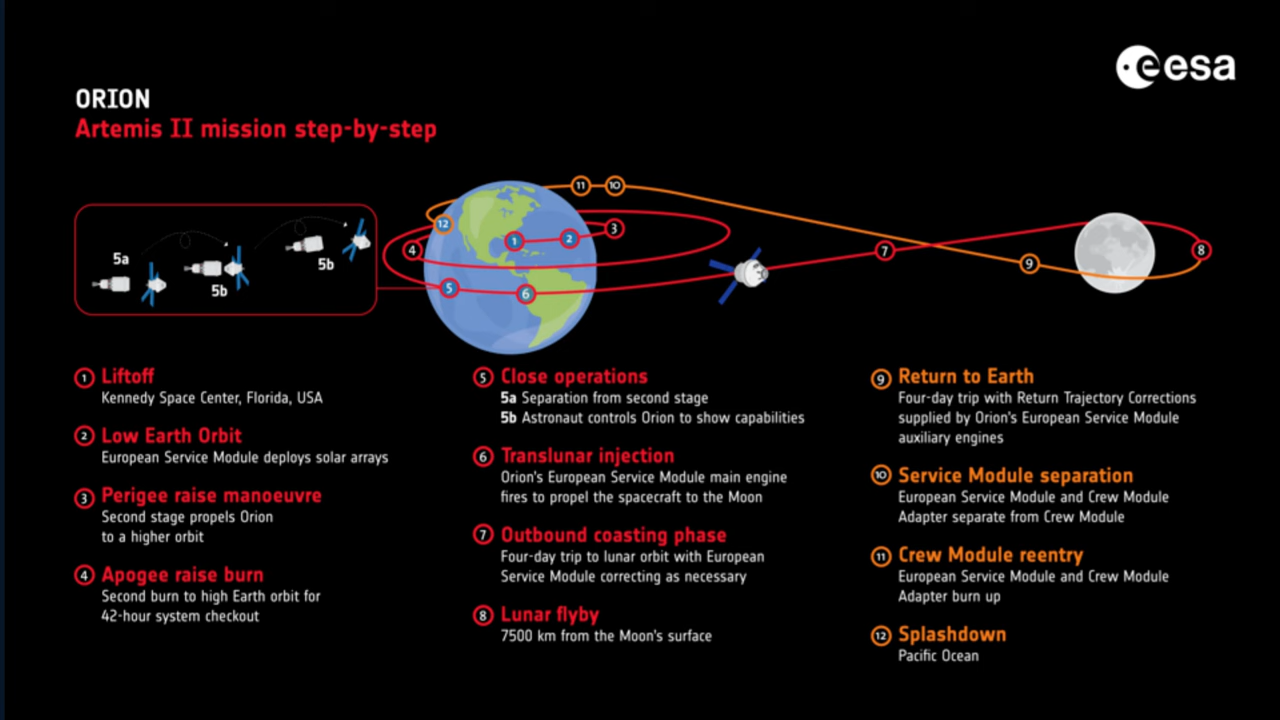 esa
ORION
Artemis II mission step-by-step
5a
5b
5b
1
2
3
4
5
6
7
8
9
10
11
12
1 Liftoff
Kennedy Space Center, Florida, USA
2 Low Earth Orbit
European Service Module deploys solar arrays
3 Perigee raise manoeuvre
Second stage propels Orion
to a higher orbit
4 Apogee raise burn
Second burn to high Earth orbit for
42-hour system checkout
5 Close operations
5a Separation from second stage
5b Astronaut controls Orion to show capabilities
6 Translunar injection
Orion's European Service Module main engine
fires to propel the spacecraft to the Moon
7 Outbound coasting phase
Four-day trip to lunar orbit with European
Service Module correcting as necessary
8 Lunar flyby
7500 km from the Moon's surface
9 Return to Earth
Four-day trip with Return Trajectory Corrections
supplied by Orion's European Service Module
auxiliary engines
10 Service Module separation
European Service Module and Crew Module
Adapter separate from Crew Module
11 Crew Module reentry
European Service Module and Crew Module
Adapter burn up
12 Splashdown
Pacific Ocean